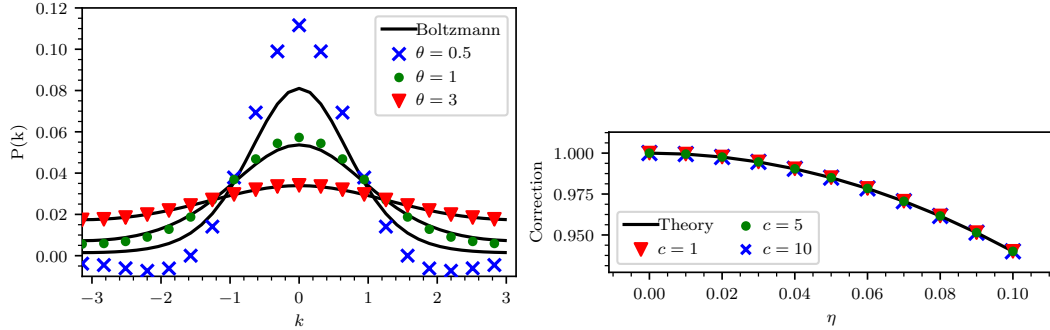 0.12
0.10
0.08
0.06
0.04
0.02
0.00
P(k)
−3
−2
−1
0
1
2
3
k
Boltzmann
θ = 0.5
θ = 1
θ = 3
1.000
0.975
0.950
Correction
0.00
0.02
0.04
0.06
0.08
0.10
η
Theory
c = 1
c = 5
c = 10